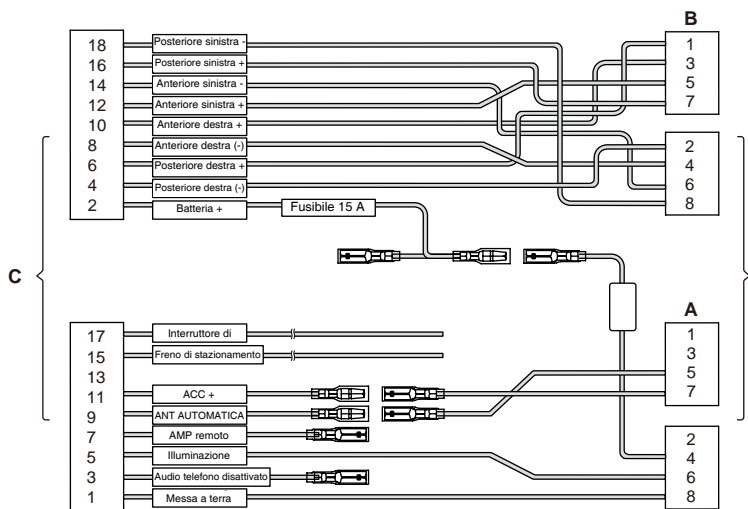 B
18 Posteriore sinistra - 1
16 Posteriore sinistra + 3
14 Anteriore sinistra - 5
12 Anteriore sinistra + 7
10 Anteriore destra +
8 Anteriore destra (-) 2
6 Posteriore destra + 4
4 Posteriore destra (-) 6
2 Batteria + Fusibile 15 A 8
C
A
17 Interruttore di 1
15 Freno di stazionamento 3
13 5
11 ACC + 7
9 ANT AUTOMATICA
7 AMP remoto 2
5 Illuminazione 4
3 Audio telefono disattivato 6
1 Messa a terra 8